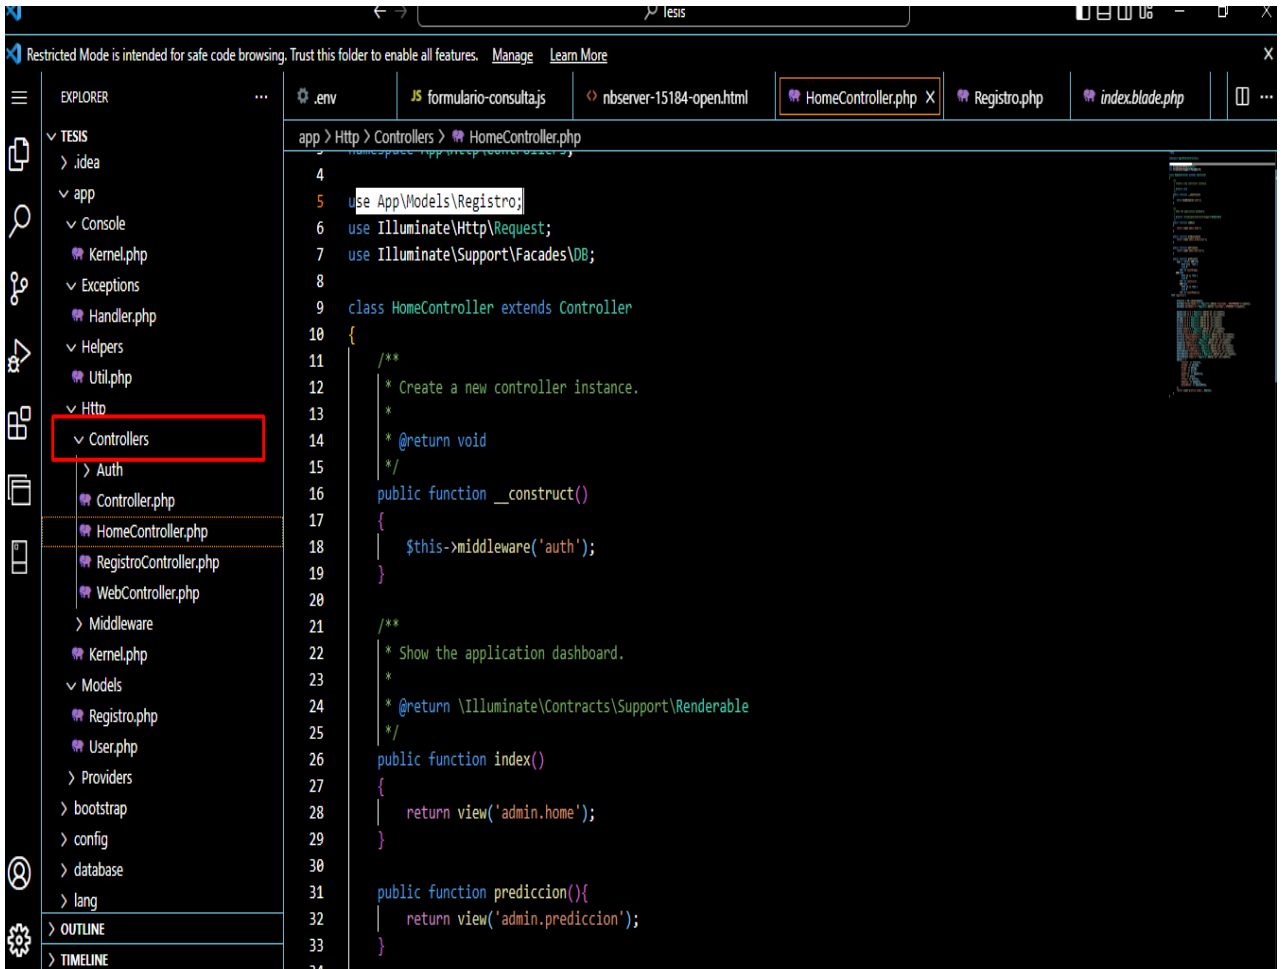 Tesis
Restricted Mode is intended for safe code browsing. Trust this folder to enable all features. Manage Learn More X
EXPLORER ...
.env
JS formulario-consulta.js
nbserver-15184-open.html
HomeController.php X
Registro.php
index.blade.php
...
app > Http > Controllers > HomeController.php
TESIS
.idea
app
Console
Kernel.php
Exceptions
Handler.php
Helpers
Util.php
Http
Controllers
Auth
Controller.php
HomeController.php
RegistroController.php
WebController.php
Middleware
Kernel.php
Models
Registro.php
User.php
Providers
bootstrap
config
database
lang
OUTLINE
TIMELINE
3 namespace App\Http\Controllers;
4
5 use App\Models\Registro;
6 use Illuminate\Http\Request;
7 use Illuminate\Support\Facades\DB;
8
9 class HomeController extends Controller
10 {
11 /**
12 * Create a new controller instance.
13 *
14 * @return void
15 */
16 public function __construct()
17 {
18 $this->middleware('auth');
19 }
20
21 /**
22 * Show the application dashboard.
23 *
24 * @return \Illuminate\Contracts\Support\Renderable
25 */
26 public function index()
27 {
28 return view('admin.home');
29 }
30
31 public function prediccion(){
32 return view('admin.prediccion');
33 }
34